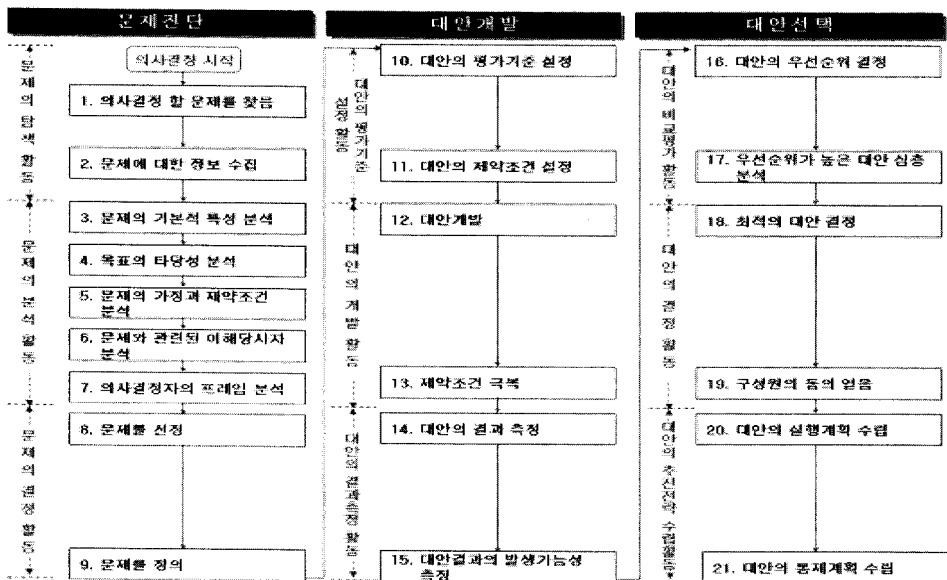 문제진단
의사결정 시작
문제의 탐색 활동
1. 의사결정 할 문제를 찾음
2. 문제에 대한 정보 수집
문제의 분석 활동
3. 문제의 기본적 특성 분석
4. 목표의 타당성 분석
5. 문제의 가정과 제약조건
분석
6. 문제와 관련된 이해당사자
분석
7. 의사결정자의 프레임 분석
문제의 결정 활동
8. 문제를 선정
9. 문제를 정의
대안개발
대안의 평가기준
설정 활동
10. 대안의 평가기준 설정
11. 대안의 제약조건 설정
대안의 개발 활동
12. 대안개발
13. 제약조건 극복
대안의 결과측정 활동
14. 대안의 결과 측정
15. 대안결과의 발생가능성
측정
대안선택
대안의 비교평가 활동
16. 대안의 우선순위 결정
17. 우선순위가 높은 대안 심층
분석
대안의 결정 활동
18. 최적의 대안 결정
19. 구성원의 동의 얻음
대안의 추진전략 수립활동
20. 대안의 실행계획 수립
21. 대안의 통제계획 수립